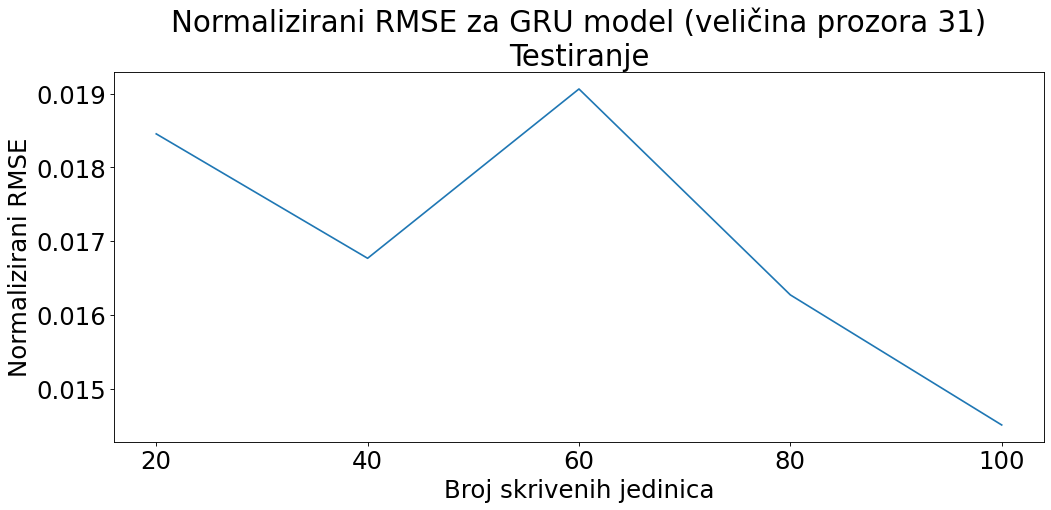 Normalizirani RMSE za GRU model (veličina prozora 31)
Testiranje
Normalizirani RMSE
0.019
0.018
0.017
0.016
0.015
20 40 60 80 100
Broj skrivenih jedinica